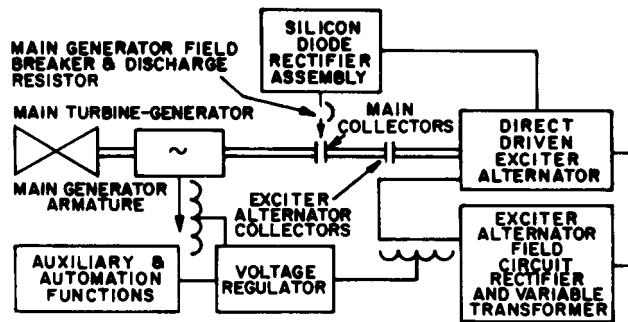 SILICON
DIODE
RECTIFIER
ASSEMBLY
MAIN GENERATOR FIELD
BREAKER & DISCHARGE
RESISTOR
MAIN TURBINE-GENERATOR
MAIN
COLLECTORS
~
DIRECT
DRIVEN
EXCITER
ALTERNATOR
MAIN GENERATOR
ARMATURE
EXCITER
ALTERNATOR
COLLECTORS
AUXILIARY &
AUTOMATION
FUNCTIONS
VOLTAGE
REGULATOR
EXCITER
ALTERNATOR
FIELD
CIRCUIT
RECTIFIER
AND VARIABLE
TRANSFORMER